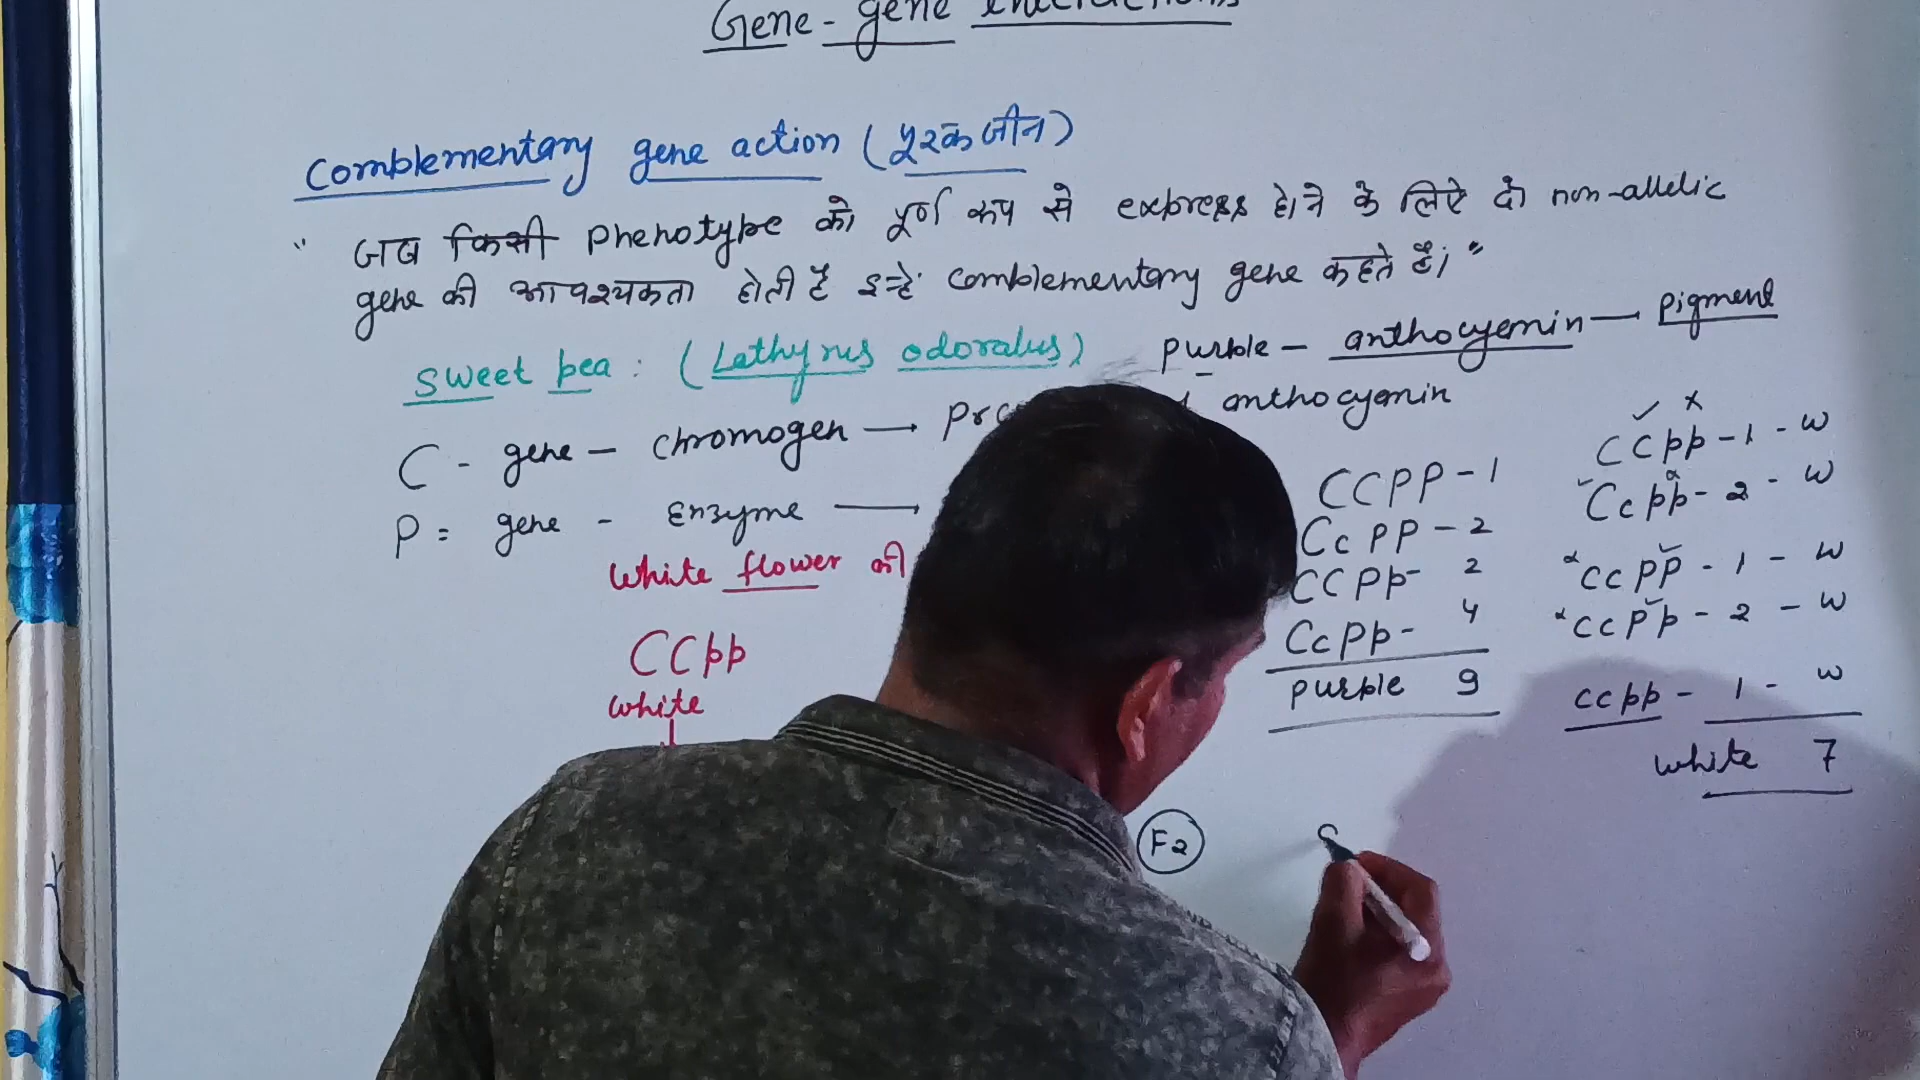 Gene-gene interactions
Complementary gene action (पूरक जीन)
" जब किसी Phenotype को पूर्ण रूप से express होने के लिए दो non-allelic
gene की आवश्यकता होती है इन्हे complementary gene कहते हैं। "
Sweet pea : (Lathyrus odoratus)
purple - anthocyanin — pigment
C - gene - chromogen →
anthocyanin
P = gene - Enzyme →
White flower की
CCpp
white
CCPP - 1
CcPP - 2
CCPp - 2
CcPp - 4
purple 9
✓ x
CCpp - 1 - w
Ccpp - 2 - w
ccPP - 1 - w
ccPp - 2 - w
ccpp - 1 - w
white 7
F2